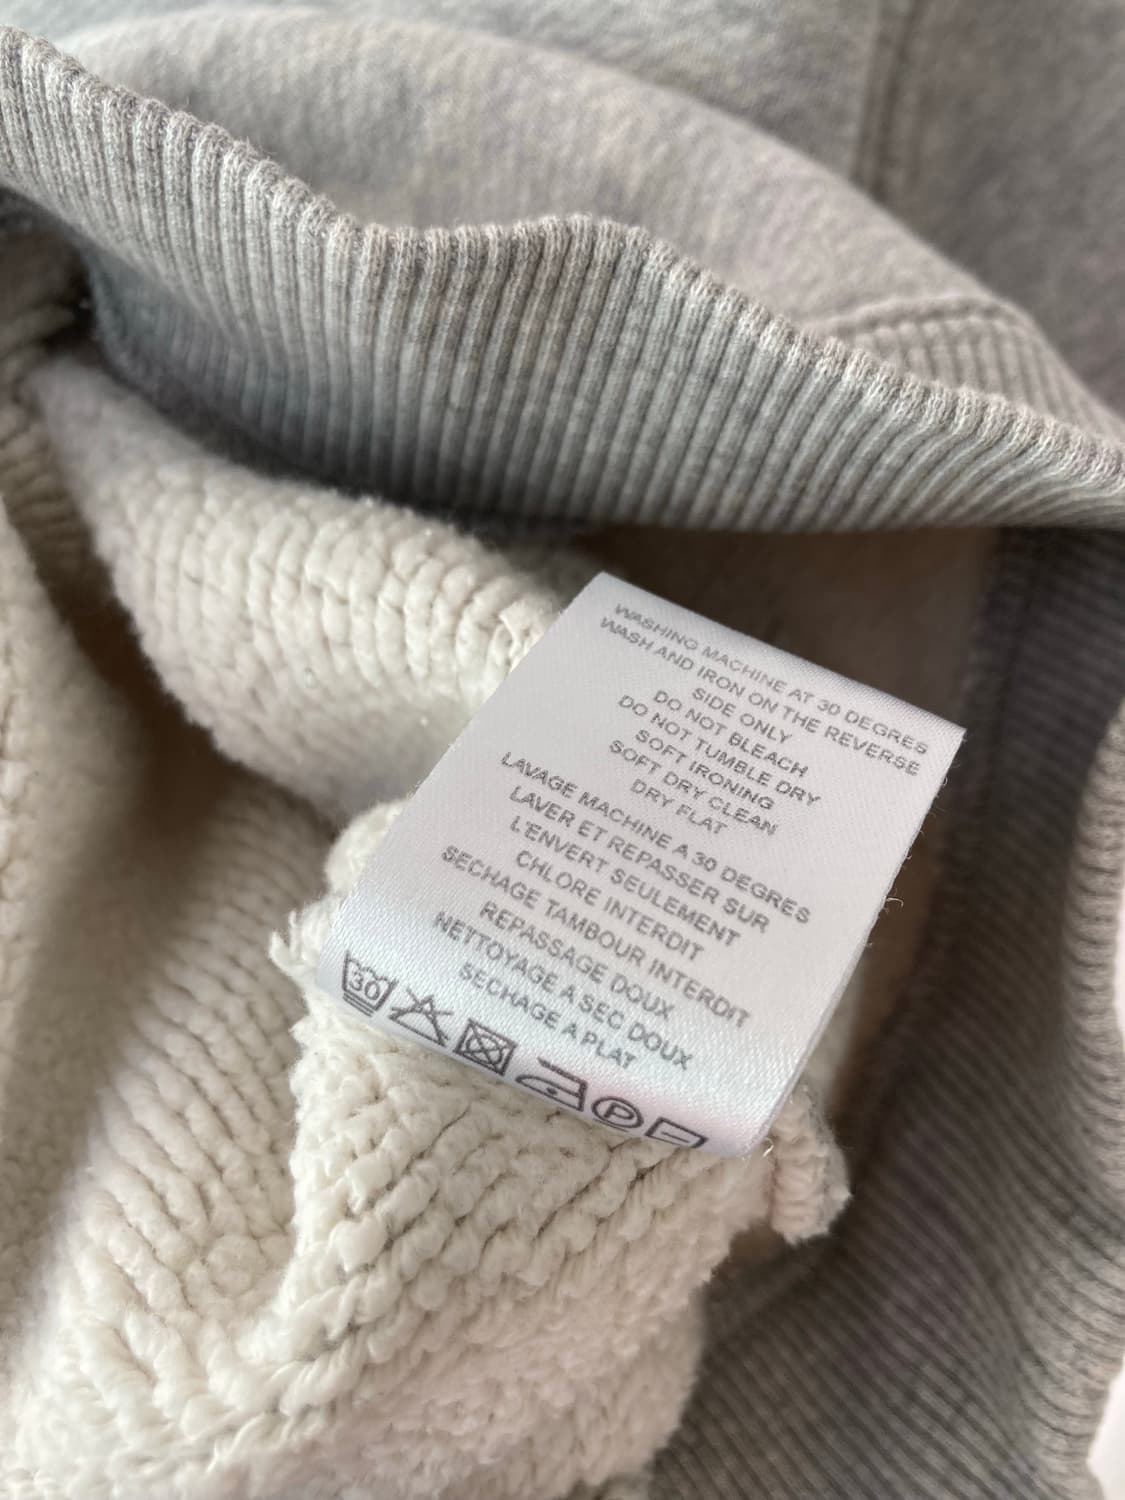 WASHING MACHINE AT 30 DEGRES
WASH AND IRON ON THE REVERSE
SIDE ONLY
DO NOT BLEACH
DO NOT TUMBLE DRY
SOFT IRONING
SOFT DRY CLEAN
DRY FLAT
LAVAGE MACHINE A 30 DEGRES
LAVER ET REPASSER SUR
L'ENVERT SEULEMENT
CHLORE INTERDIT
SECHAGE TAMBOUR INTERDIT
REPASSAGE DOUX
NETTOYAGE A SEC DOUX
SECHAGE A PLAT
30 P